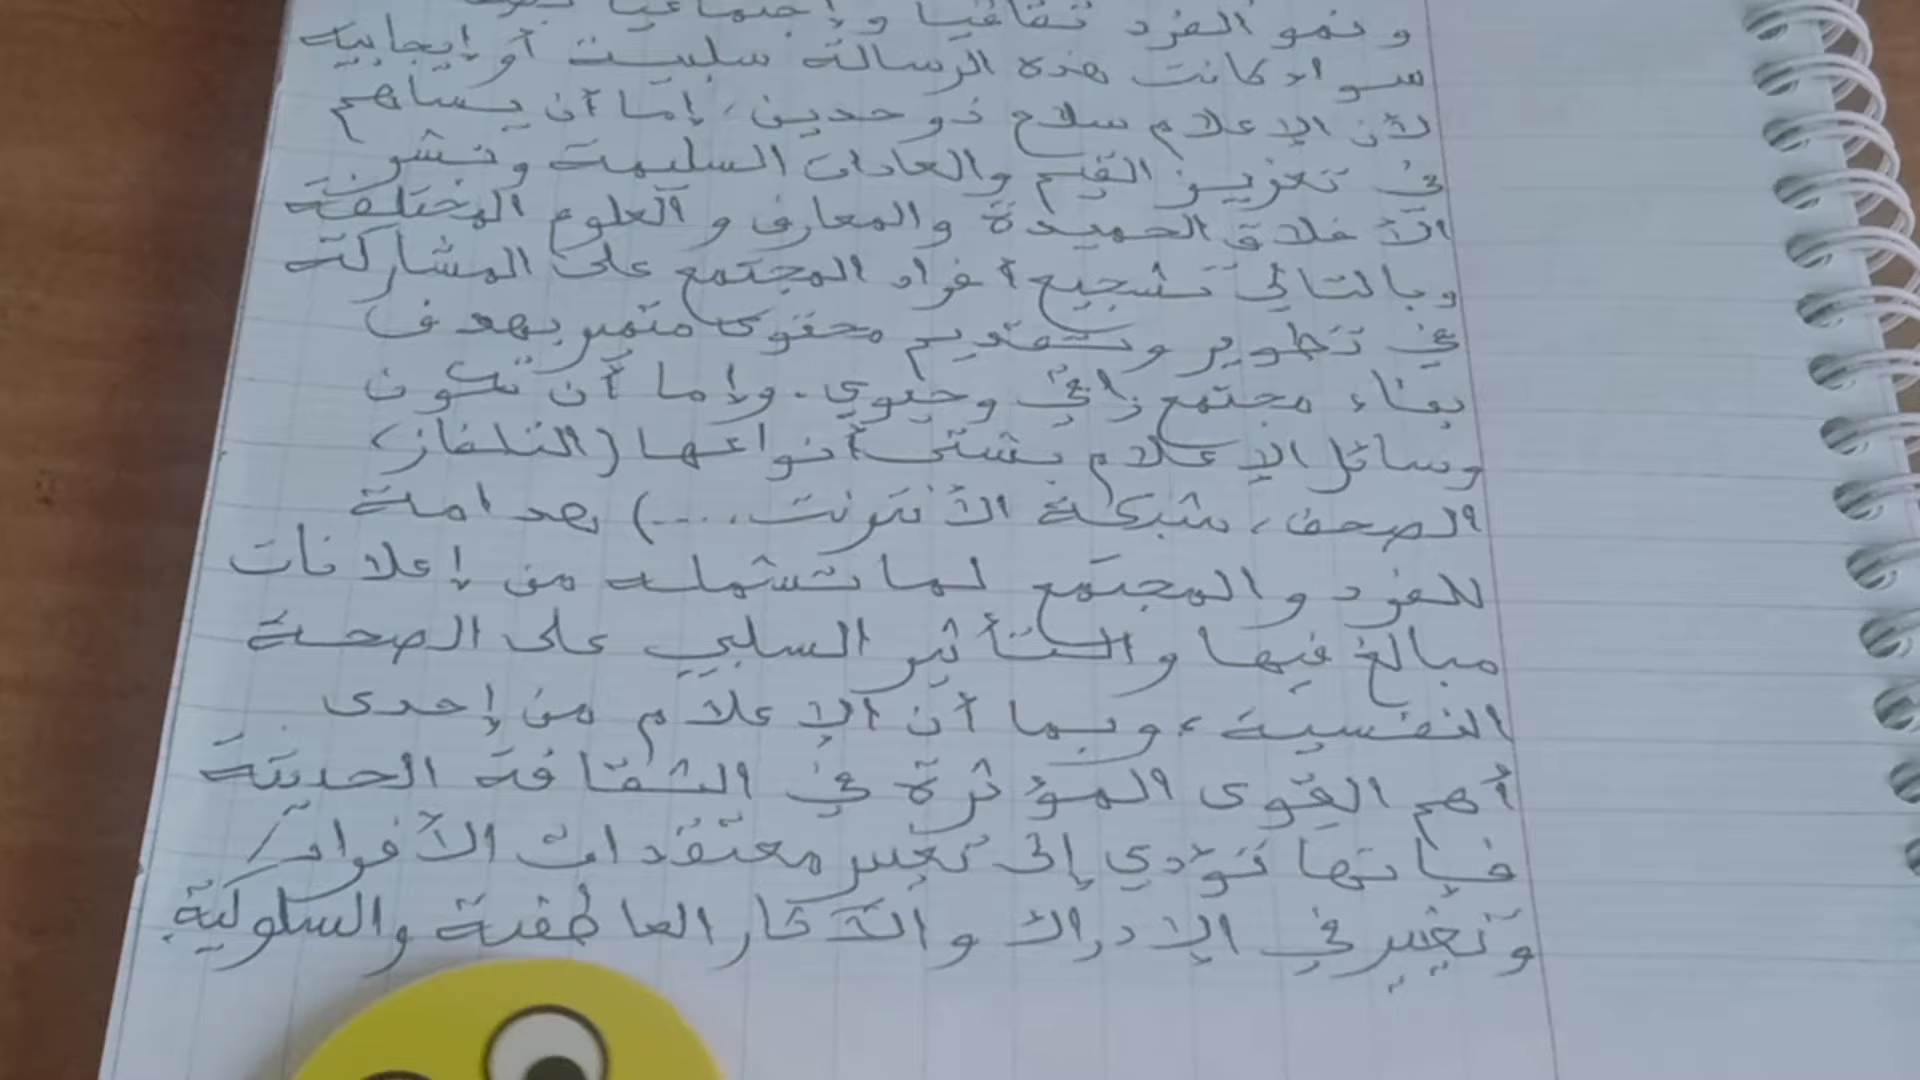 ونمو الفرد ثقافيا وإجتماعيا
سواء كانت هذه الرسالة سلبية أو إيجابية
لأن الإعلام سلاح ذو حدين، إما أن يساهم
في تعزيز القيم والعادات السليمة ونشر
الأخلاق الحميدة والمعارف والعلوم المختلفة
وبالتالي تشجيع أفراد المجتمع على المشاركة
في تطوير وتقديم محتوى متميز بهدف
بناء مجتمع راقي وحيوي. وإما أن تكون
وسائل الإعلام بشتى أنواعها (التلفاز)
الصحف، شبكة الأنترنت....) هدامة
للفرد والمجتمع لما تشمله من إعلانات
مبالغ فيها والتأثير السلبي على الصحة
النفسية، وبما أن الإعلام من إحدى
أهم القوى المؤثرة في الثقافة الحديثة
فإنها تؤدي إلى تغيير معتقدات الأفراد
وتغيير في الإدراك والآثار العاطفية والسلوكية